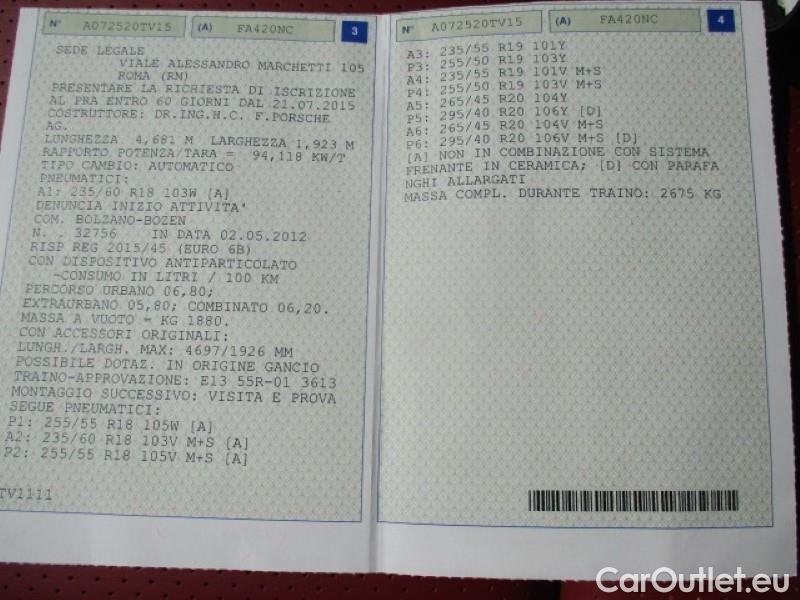 N° A072520TV15 (A) FA420NC 3
SEDE LEGALE
VIALE ALESSANDRO MARCHETTI 105
ROMA (RM)
PRESENTARE LA RICHIESTA DI ISCRIZIONE
AL PRA ENTRO 60 GIORNI DAL 21.07.2015
COSTRUTTORE: DR.ING.H.C. F.PORSCHE
AG.
LUNGHEZZA 4,681 M LARGHEZZA 1,923 M
RAPPORTO POTENZA/TARA = 94,118 KW/T
TIPO CAMBIO: AUTOMATICO
PNEUMATICI:
A1: 235/60 R18 103W [A]
DENUNCIA INIZIO ATTIVITA'
COM. BOLZANO-BOZEN
N. . 32756 IN DATA 02.05.2012
RISP REG 2015/45 (EURO 6B)
CON DISPOSITIVO ANTIPARTICOLATO
-CONSUMO IN LITRI / 100 KM
PERCORSO URBANO 06,80;
EXTRAURBANO 05,80; COMBINATO 06,20.
MASSA A VUOTO = KG 1880.
CON ACCESSORI ORIGINALI:
LUNGH./LARGH. MAX: 4697/1926 MM
POSSIBILE DOTAZ. IN ORIGINE GANCIO
TRAINO-APPROVAZIONE: E13 55R-01 3613
MONTAGGIO SUCCESSIVO: VISITA E PROVA
SEGUE PNEUMATICI:
P1: 255/55 R18 105W [A]
A2: 235/60 R18 103V M+S [A]
P2: 255/55 R18 105V M+S [A]
TV1111
N° A072520TV15 (A) FA420NC 4
A3: 235/55 R19 101Y
P3: 255/50 R19 103Y
A4: 235/55 R19 101V M+S
P4: 255/50 R19 103V M+S
A5: 265/45 R20 104Y
P5: 295/40 R20 106Y [D]
A6: 265/45 R20 104V M+S
P6: 295/40 R20 106V M+S [D]
[A] NON IN COMBINAZIONE CON SISTEMA
FRENANTE IN CERAMICA; [D] CON PARAFA
NGHI ALLARGATI
MASSA COMPL. DURANTE TRAINO: 2675 KG
CarOutlet.eu